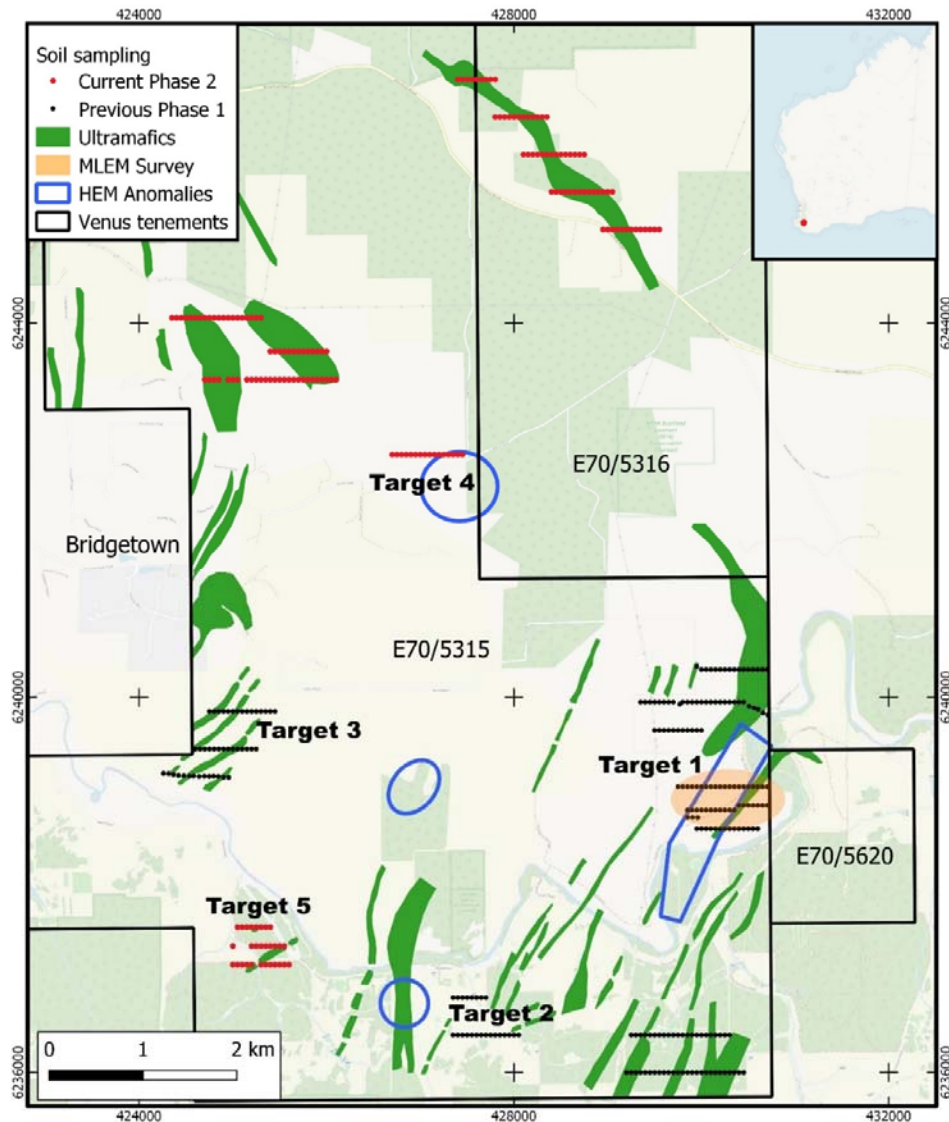 424000
428000
432000
Soil sampling
Current Phase 2
Previous Phase 1
Ultramafics
MLEM Survey
HEM Anomalies
Venus tenements
6244000
6244000
Target 4
E70/5316
Bridgetown
E70/5315
6240000
6240000
Target 3
Target 1
E70/5620
Target 5
Target 2
0 1 2 km
6236000
6236000
424000
428000
432000